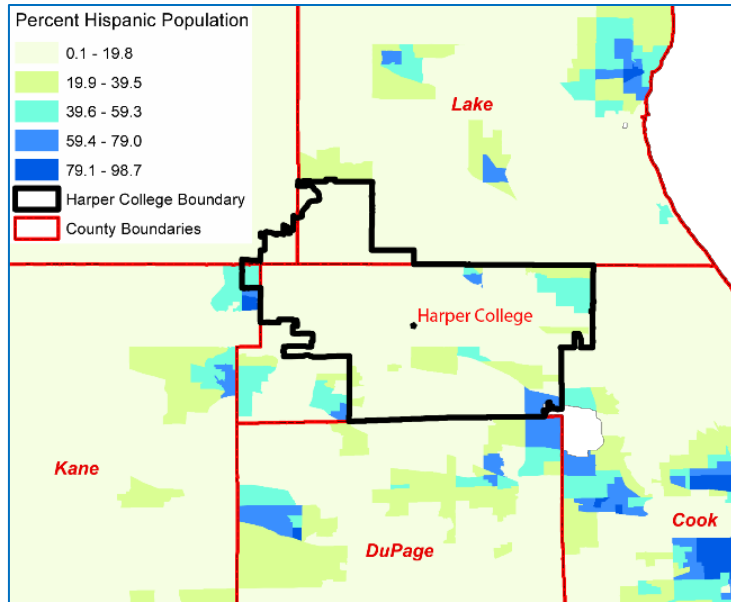 Percent Hispanic Population
0.1 - 19.8
19.9 - 39.5
39.6 - 59.3
59.4 - 79.0
79.1 - 98.7
Harper College Boundary
County Boundaries
Lake
Harper College
Kane
DuPage
Cook